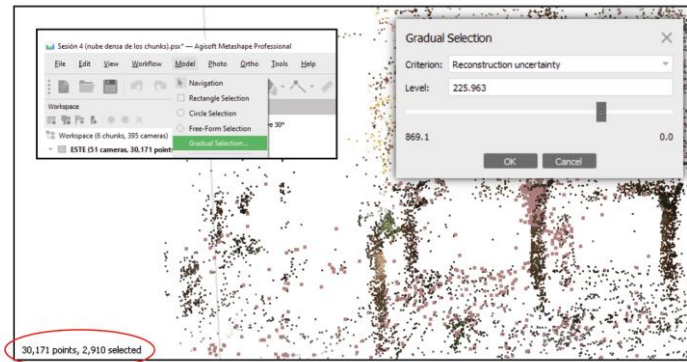 Sesión 4 (nube densa de los chunks).psx* — Agisoft Metashape Professional
File Edit View Workflow Model Photo Ortho Tools Help
Navigation
Rectangle Selection
Circle Selection
Free-Form Selection
Gradual Selection...
Workspace
Workspace (6 chunks, 395 cameras)
ESTE (51 cameras, 30,171 point
30°
Gradual Selection
Criterion: Reconstruction uncertainty
Level: 225.963
869.1 0.0
OK Cancel
30,171 points, 2,910 selected